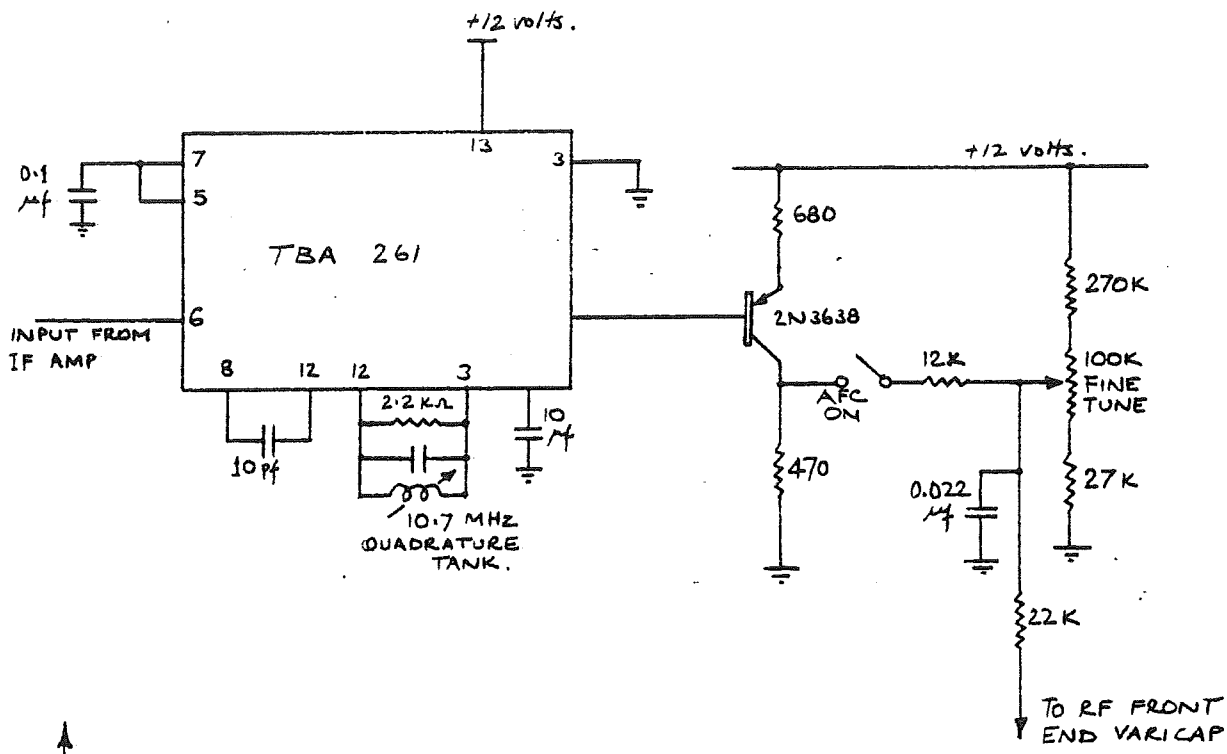 +12 volts.
13
3
7
5
0.1
μf
TBA 261
6
INPUT FROM
IF AMP
8
12
12
3
10pf
2.2KΩ
10
μf
10.7 MHz
QUADRATURE
TANK.
+12 volts.
680
2N3638
270K
12K
100K
FINE
TUNE
AFC
ON
470
27K
0.022
μf
22K
TO RF FRONT
END VARICAP